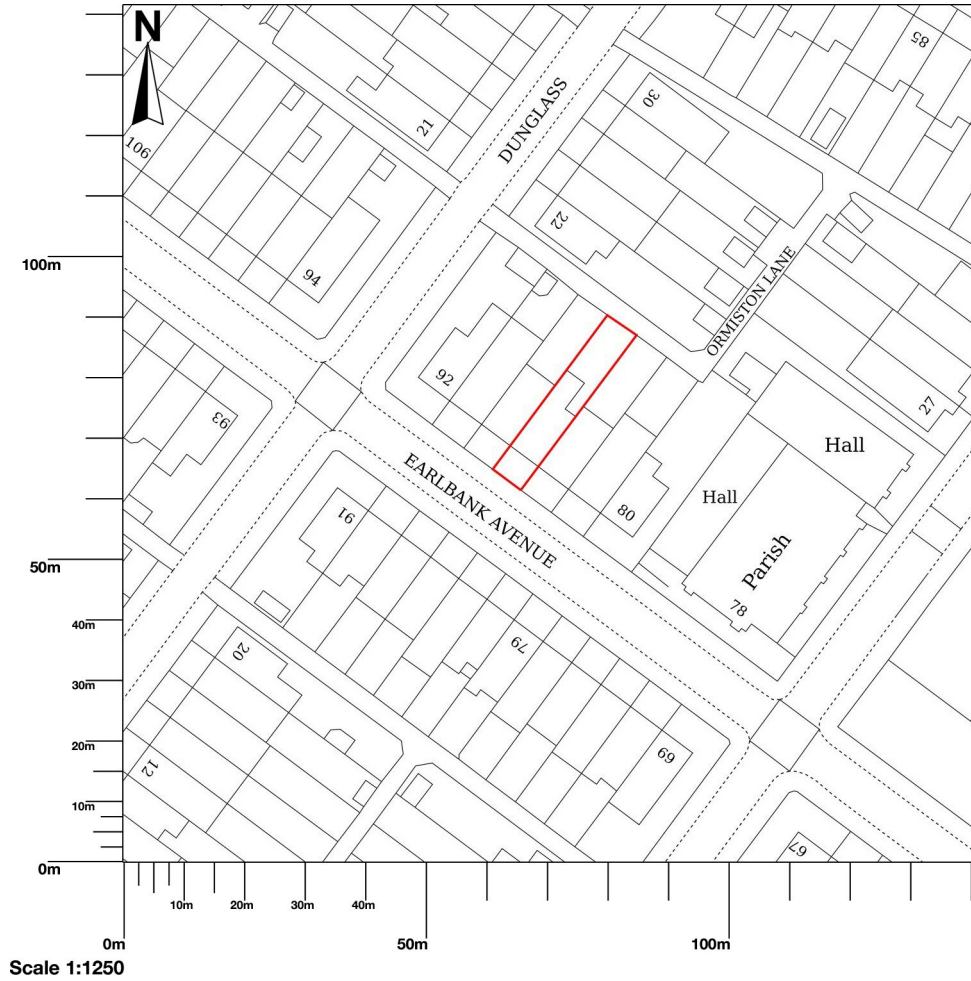 N
DUNGLASS
85
30
21
106
22
94
ORMISTON LANE
100m
92
93
27
Hall
EARLBANK AVENUE
Hall
91
80
50m
Parish
78
40m
79
20
30m
20m
69
12
10m
67
0m
10m
20m
30m
40m
0m
50m
100m
Scale 1:1250